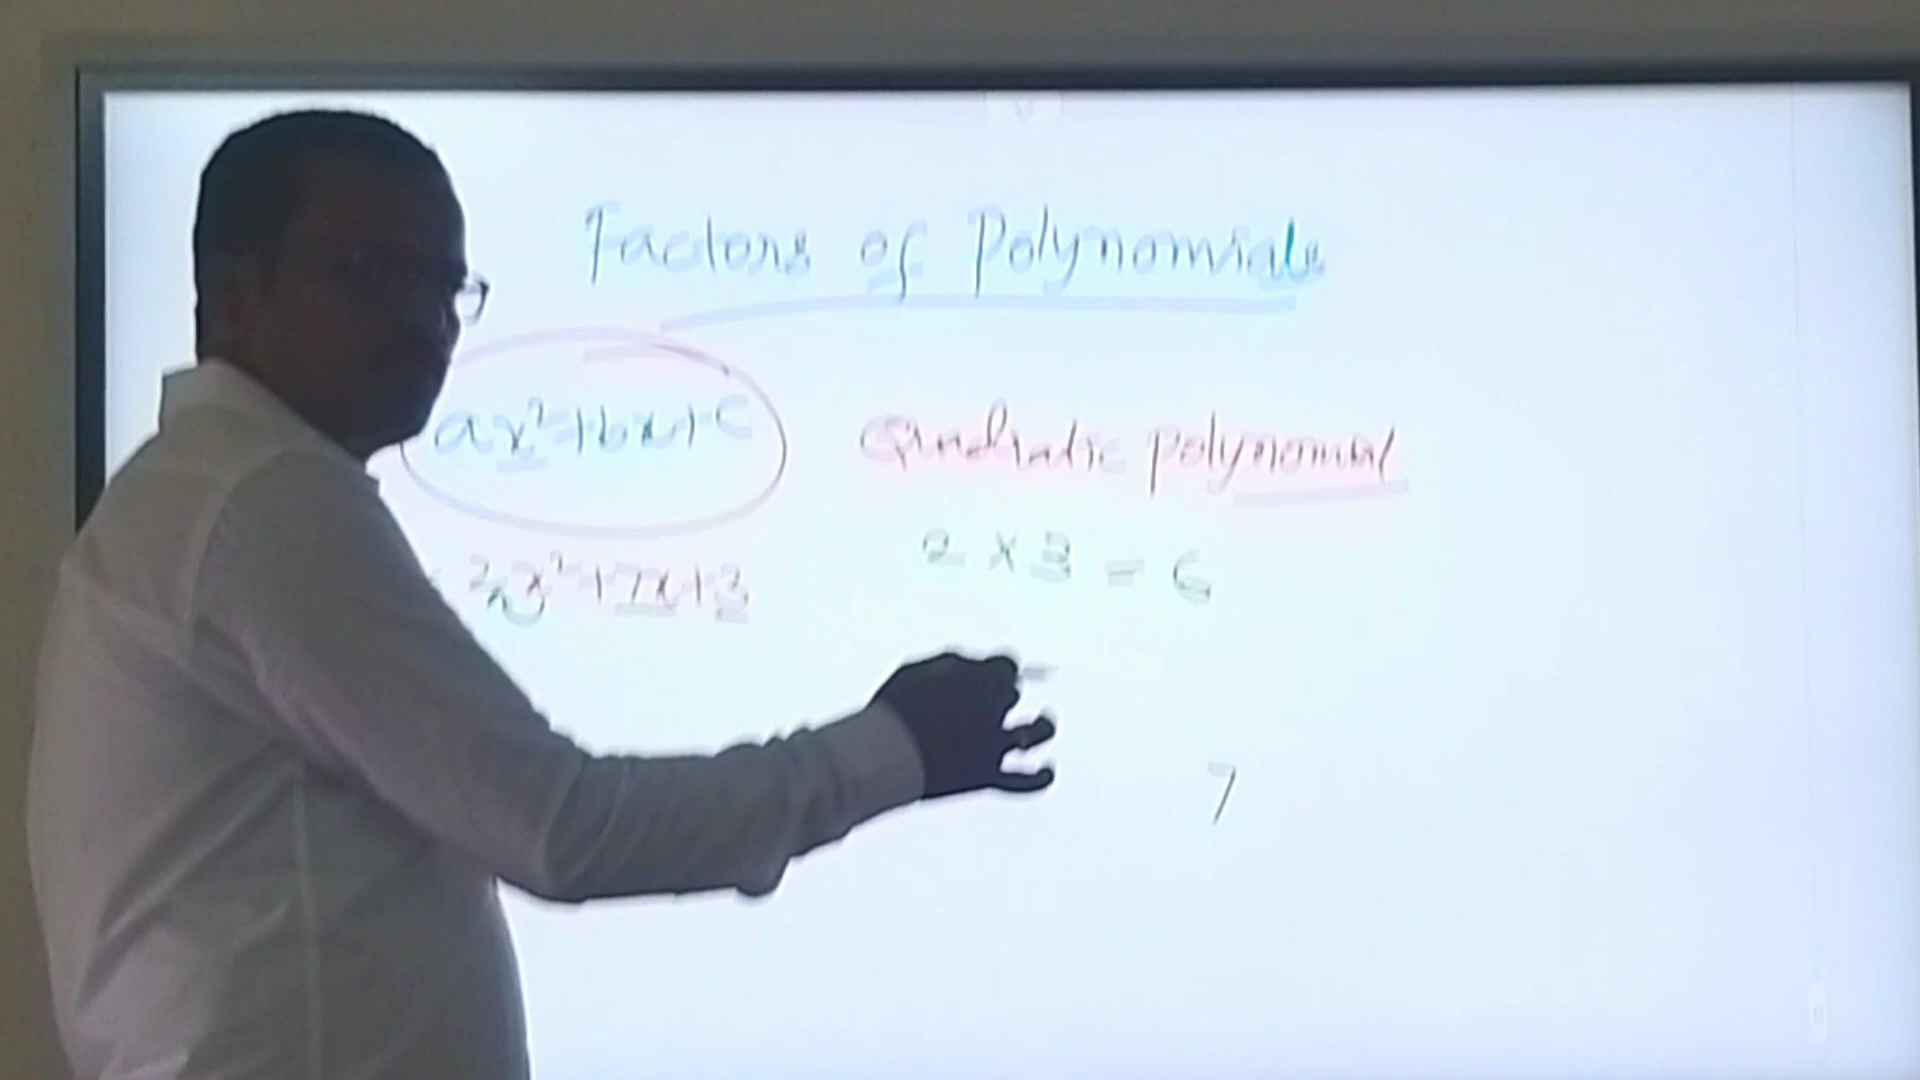 Factors of Polynomials
ax²+bx+c Quadratic polynomial
2x²+7x+3 2 × 3 = 6
7